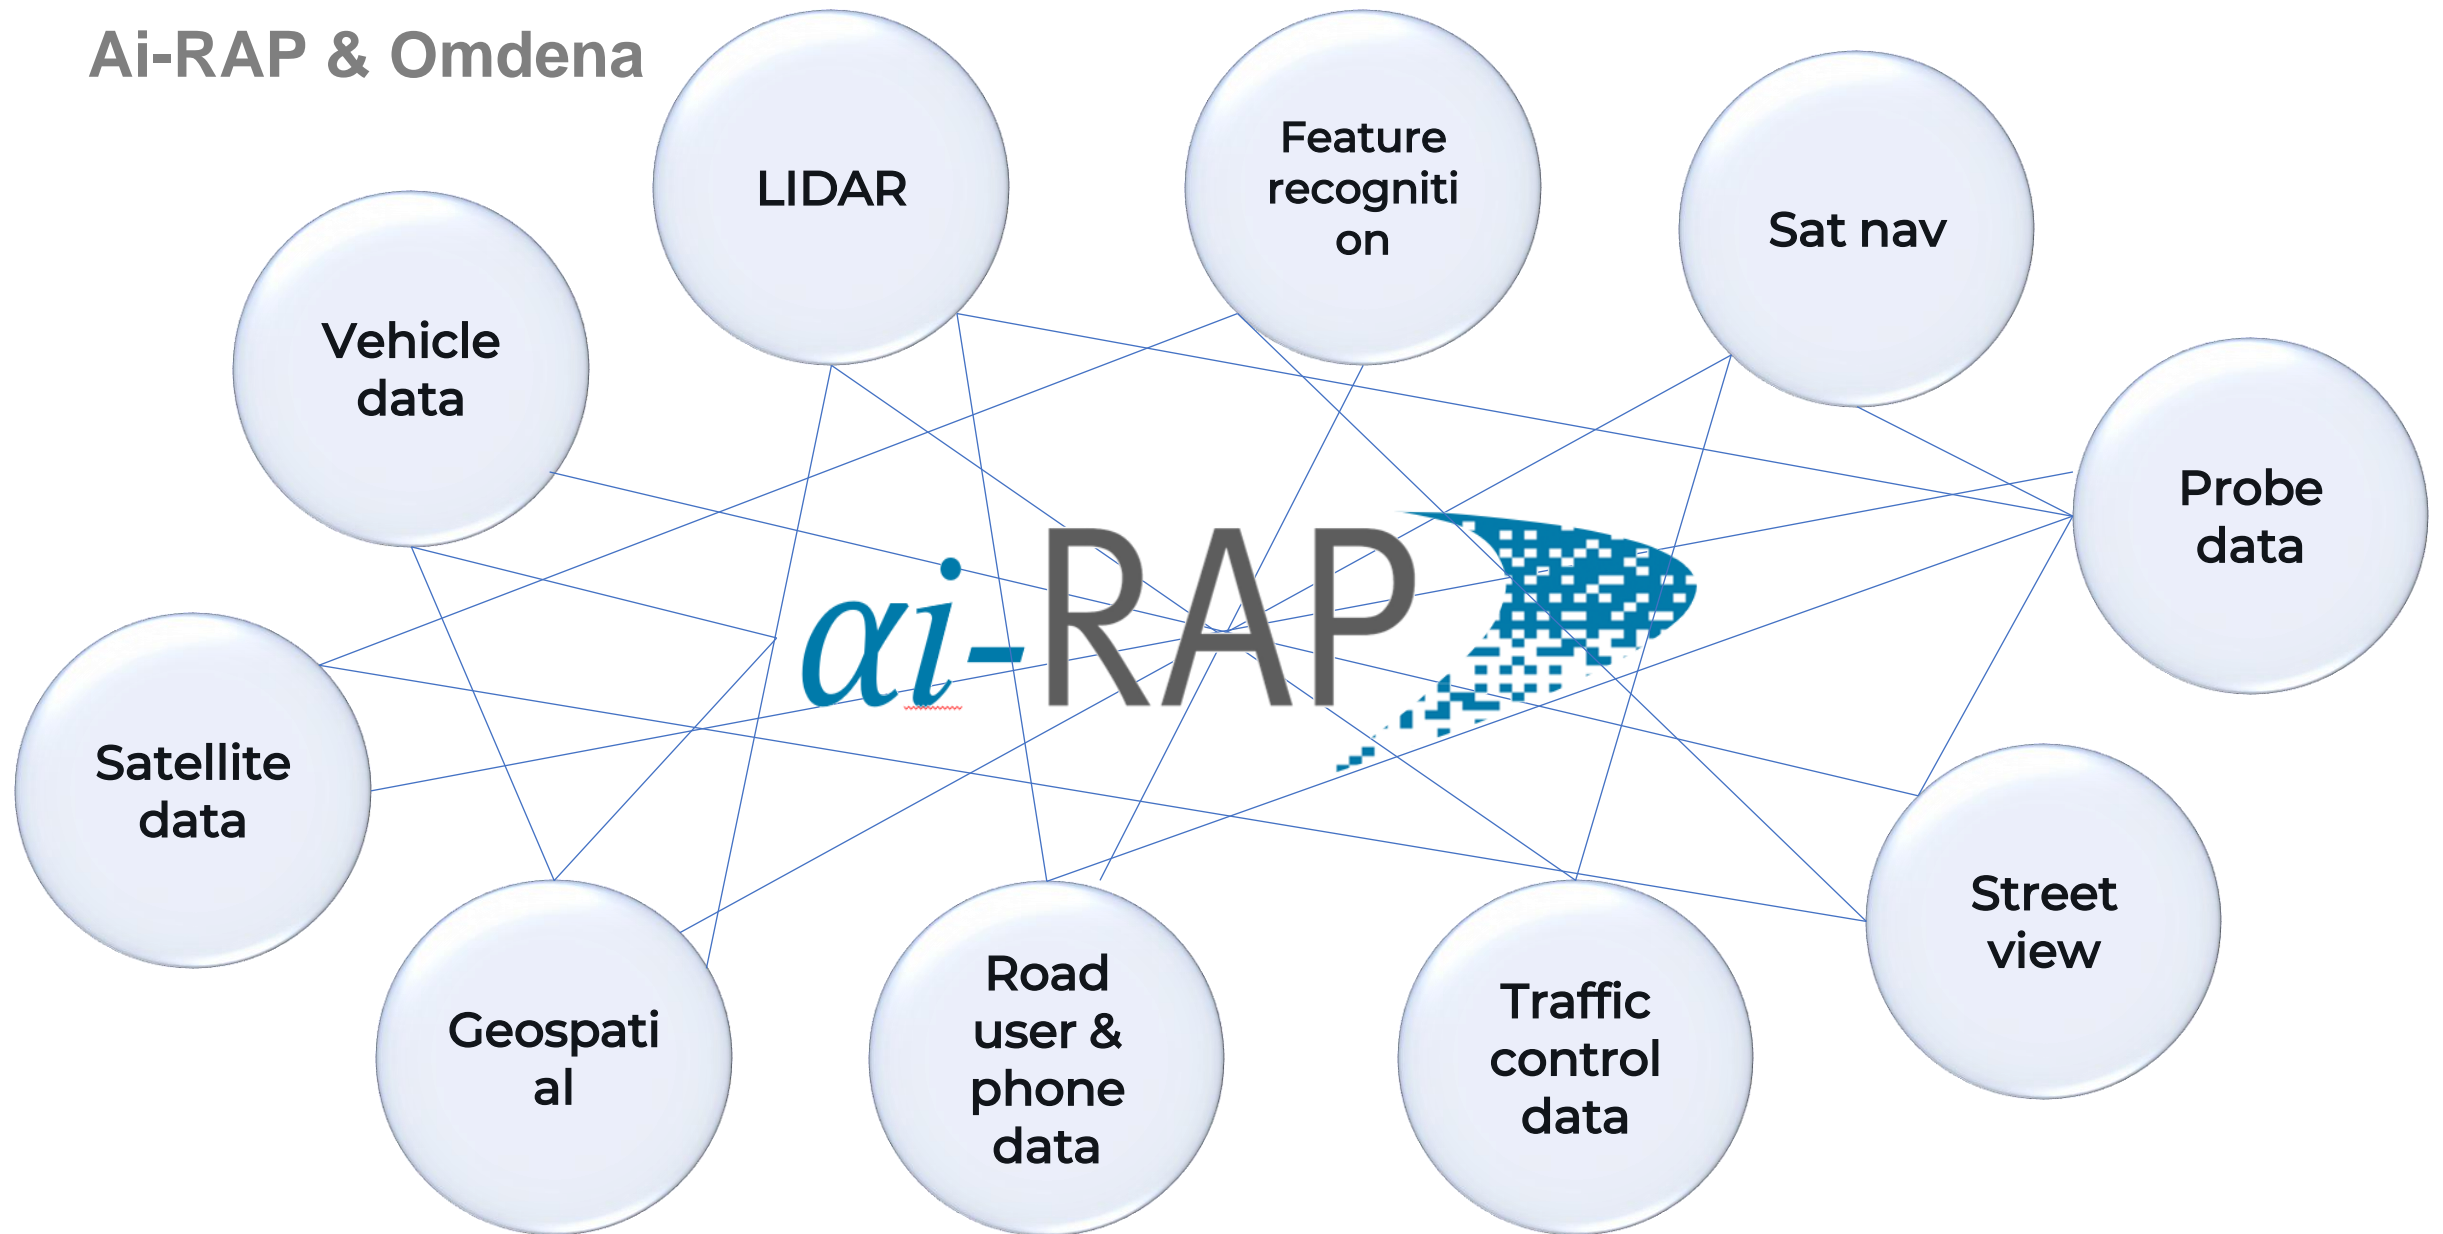 Ai-RAP & Omdena
LIDAR
Feature
recogniti
on
Sat nav
Vehicle
data
Probe
data
αi-RAP
Satellite
data
Street
view
Geospati
al
Road
user &
phone
data
Traffic
control
data